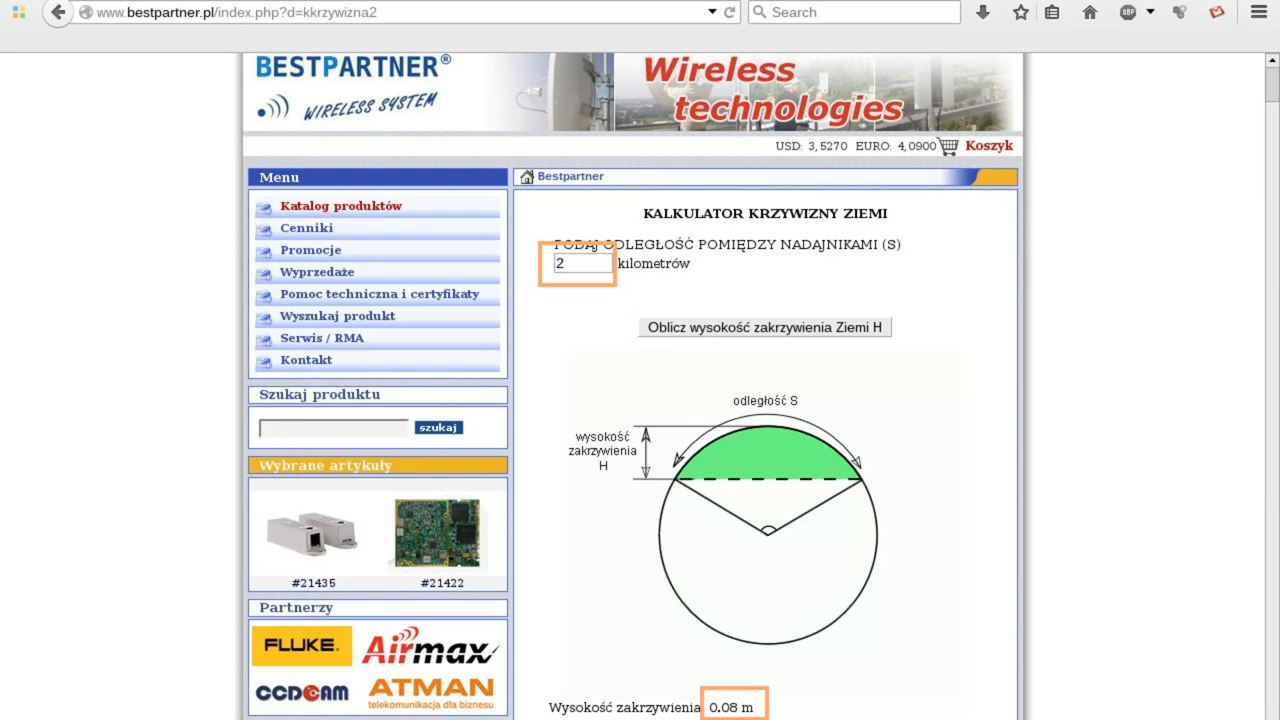 www.bestpartner.pl/index.php?d=kkrzywizna2
Search
ABP
BESTPARTNER®
WIRELESS SYSTEM
Wireless
technologies
USD: 3,5270 EURO: 4,0900
Koszyk
Menu
Katalog produktów
Cenniki
Promocje
Wyprzedaże
Pomoc techniczna i certyfikaty
Wyszukaj produkt
Serwis / RMA
Kontakt
Szukaj produktu
szukaj
Wybrane artykuły
#21435
#21422
Partnerzy
FLUKE.
Airmax
CCDCAM
ATMAN
telekomunikacja dla biznesu
Bestpartner
KALKULATOR KRZYWIZNY ZIEMI
PODAJ ODLEGŁOŚĆ POMIĘDZY NADAJNIKAMI (S)
2 kilometrów
Oblicz wysokość zakrzywienia Ziemi H
odległość S
wysokość
zakrzywienia
H
Wysokość zakrzywienia 0.08 m